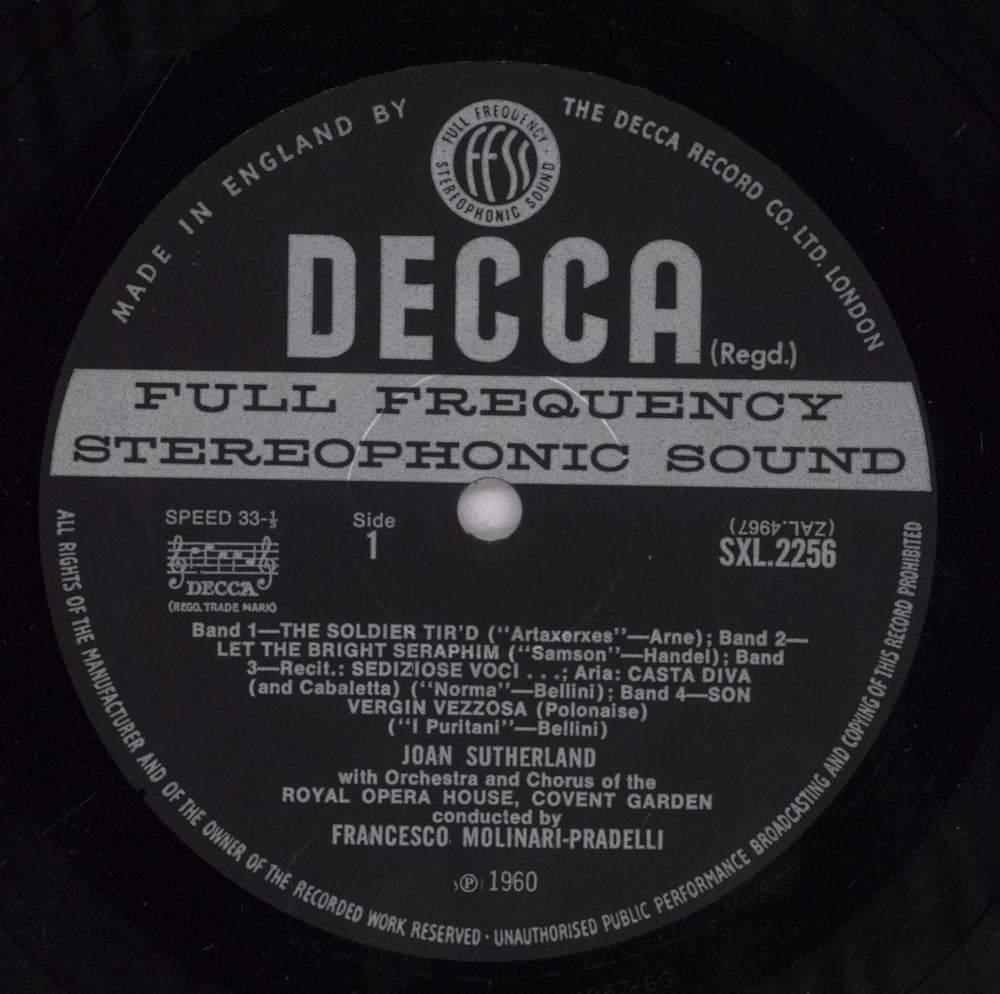 MADE IN ENGLAND BY
THE DECCA RECORD CO. LTD. LONDON
FULL FREQUENCY
ffss
STEREOPHONIC SOUND
DECCA
(Regd.)
FULL FREQUENCY
STEREOPHONIC SOUND
SPEED 33-⅓
Side
1
(ZAL.4967)
SXL.2256
DECCA
(REGD. TRADE MARK)
Band 1—THE SOLDIER TIR'D ("Artaxerxes"—Arne); Band 2—
LET THE BRIGHT SERAPHIM ("Samson"—Handel); Band
3—Recit.: SEDIZIOSE VOCI . . .; Aria: CASTA DIVA
(and Cabaletta) ("Norma"—Bellini); Band 4—SON
VERGIN VEZZOSA (Polonaise)
("I Puritani"—Bellini)
JOAN SUTHERLAND
with Orchestra and Chorus of the
ROYAL OPERA HOUSE, COVENT GARDEN
conducted by
FRANCESCO MOLINARI-PRADELLI
℗ 1960
ALL RIGHTS OF THE MANUFACTURER AND OF THE OWNER OF THE RECORDED WORK RESERVED · UNAUTHORISED PUBLIC PERFORMANCE BROADCASTING AND COPYING OF THIS RECORD PROHIBITED